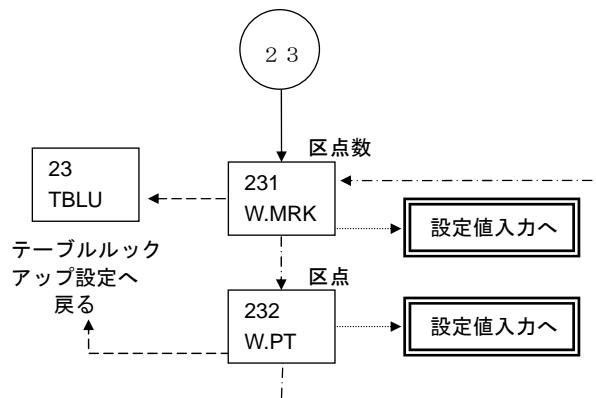 ２３
区点数
23
TBLU
231
W.MRK
設定値入力へ
テーブルルック
アップ設定へ
戻る
区点
232
W.PT
設定値入力へ